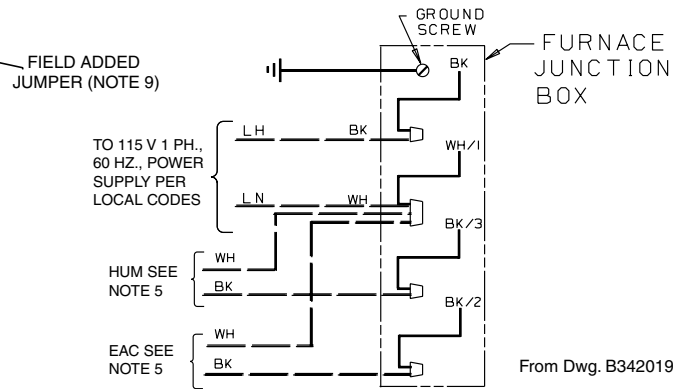 FIELD ADDED
JUMPER (NOTE 9)
GROUND
SCREW
FURNACE
JUNCTION
BOX
BK
TO 115 V 1 PH.,
60 HZ., POWER
SUPPLY PER
LOCAL CODES
LH
BK
WH/1
LN
WH
BK/3
HUM SEE
NOTE 5
WH
BK
BK/2
EAC SEE
NOTE 5
WH
BK
From Dwg. B342019